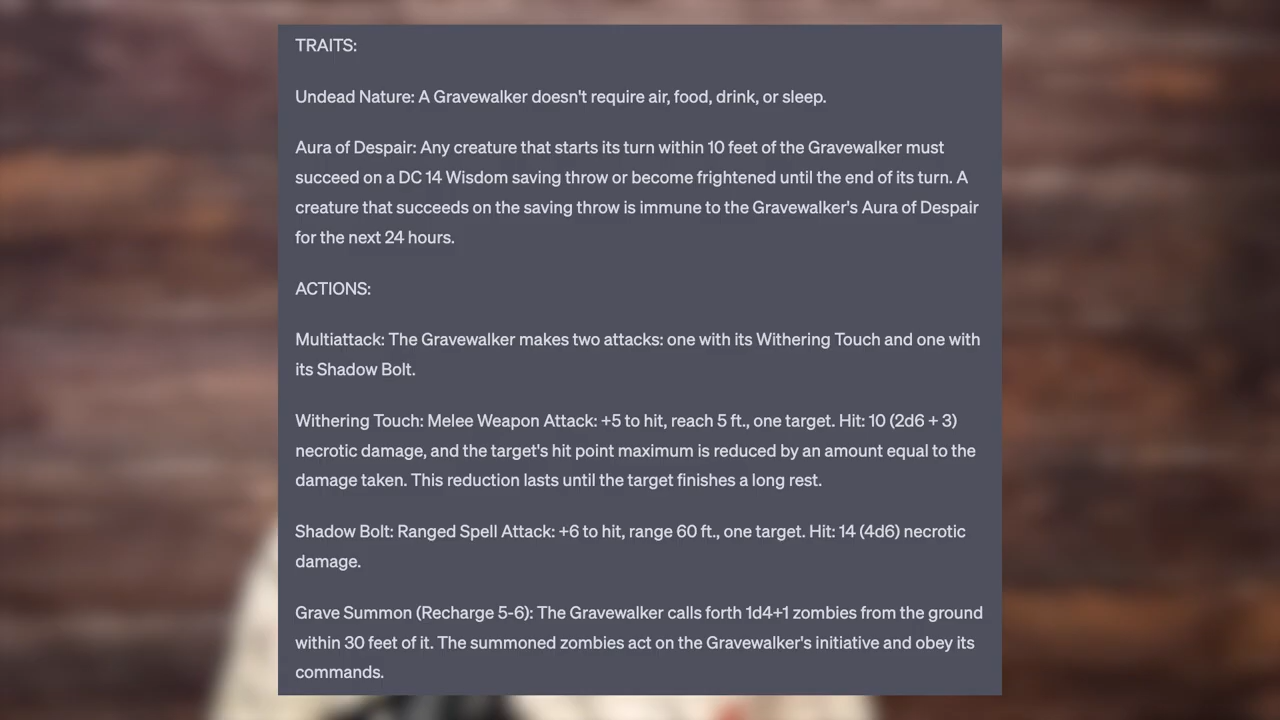 TRAITS:
Undead Nature: A Gravewalker doesn't require air, food, drink, or sleep.
Aura of Despair: Any creature that starts its turn within 10 feet of the Gravewalker must
succeed on a DC 14 Wisdom saving throw or become frightened until the end of its turn. A
creature that succeeds on the saving throw is immune to the Gravewalker's Aura of Despair
for the next 24 hours.
ACTIONS:
Multiattack: The Gravewalker makes two attacks: one with its Withering Touch and one with
its Shadow Bolt.
Withering Touch: Melee Weapon Attack: +5 to hit, reach 5 ft., one target. Hit: 10 (2d6 + 3)
necrotic damage, and the target's hit point maximum is reduced by an amount equal to the
damage taken. This reduction lasts until the target finishes a long rest.
Shadow Bolt: Ranged Spell Attack: +6 to hit, range 60 ft., one target. Hit: 14 (4d6) necrotic
damage.
Grave Summon (Recharge 5-6): The Gravewalker calls forth 1d4+1 zombies from the ground
within 30 feet of it. The summoned zombies act on the Gravewalker's initiative and obey its
commands.